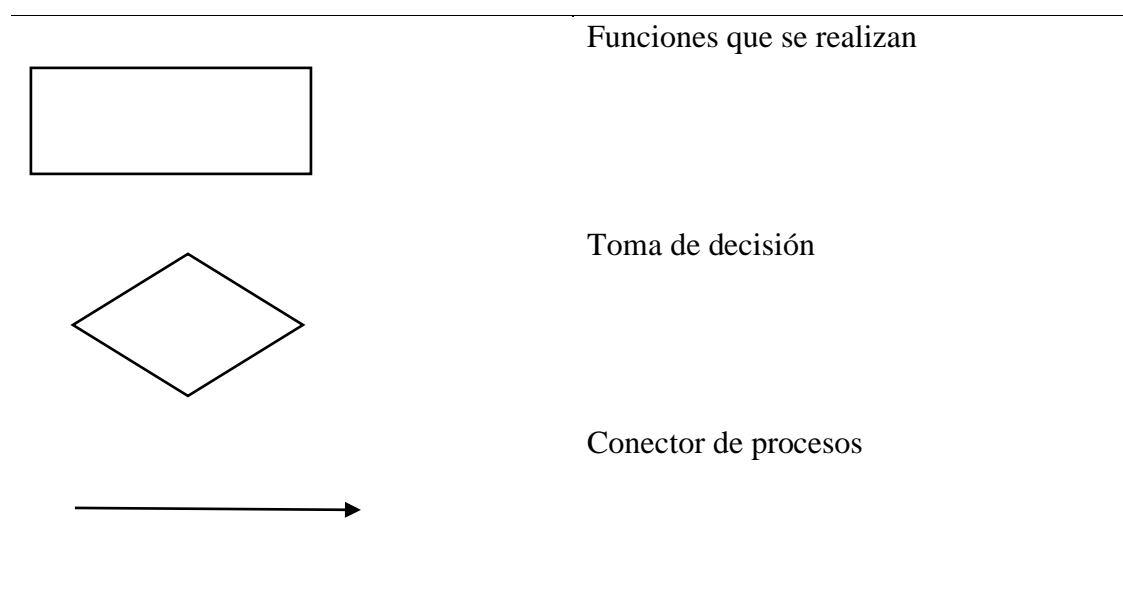 Funciones que se realizan
Toma de decisión
Conector de procesos